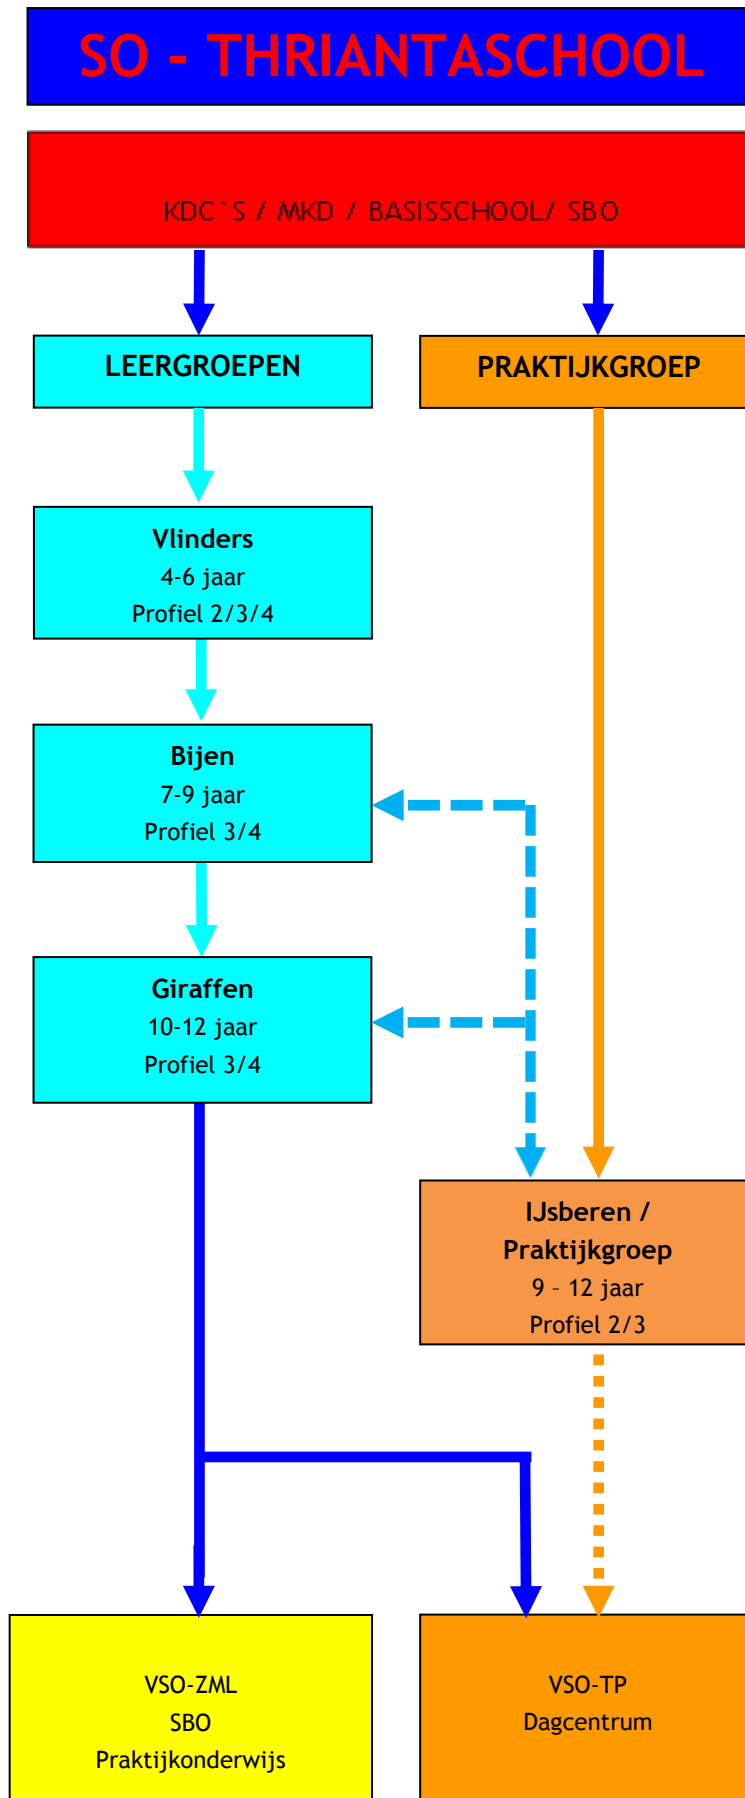 SO - THRIANTASCHOOL
KDC`S / MKD / BASISSCHOOL/ SBO
LEERGROEPEN
PRAKTIJKGROEP
Vlinders
4-6 jaar
Profiel 2/3/4
Bijen
7-9 jaar
Profiel 3/4
Giraffen
10-12 jaar
Profiel 3/4
IJsberen /
Praktijkgroep
9 – 12 jaar
Profiel 2/3
VSO-ZML
SBO
Praktijkonderwijs
VSO-TP
Dagcentrum